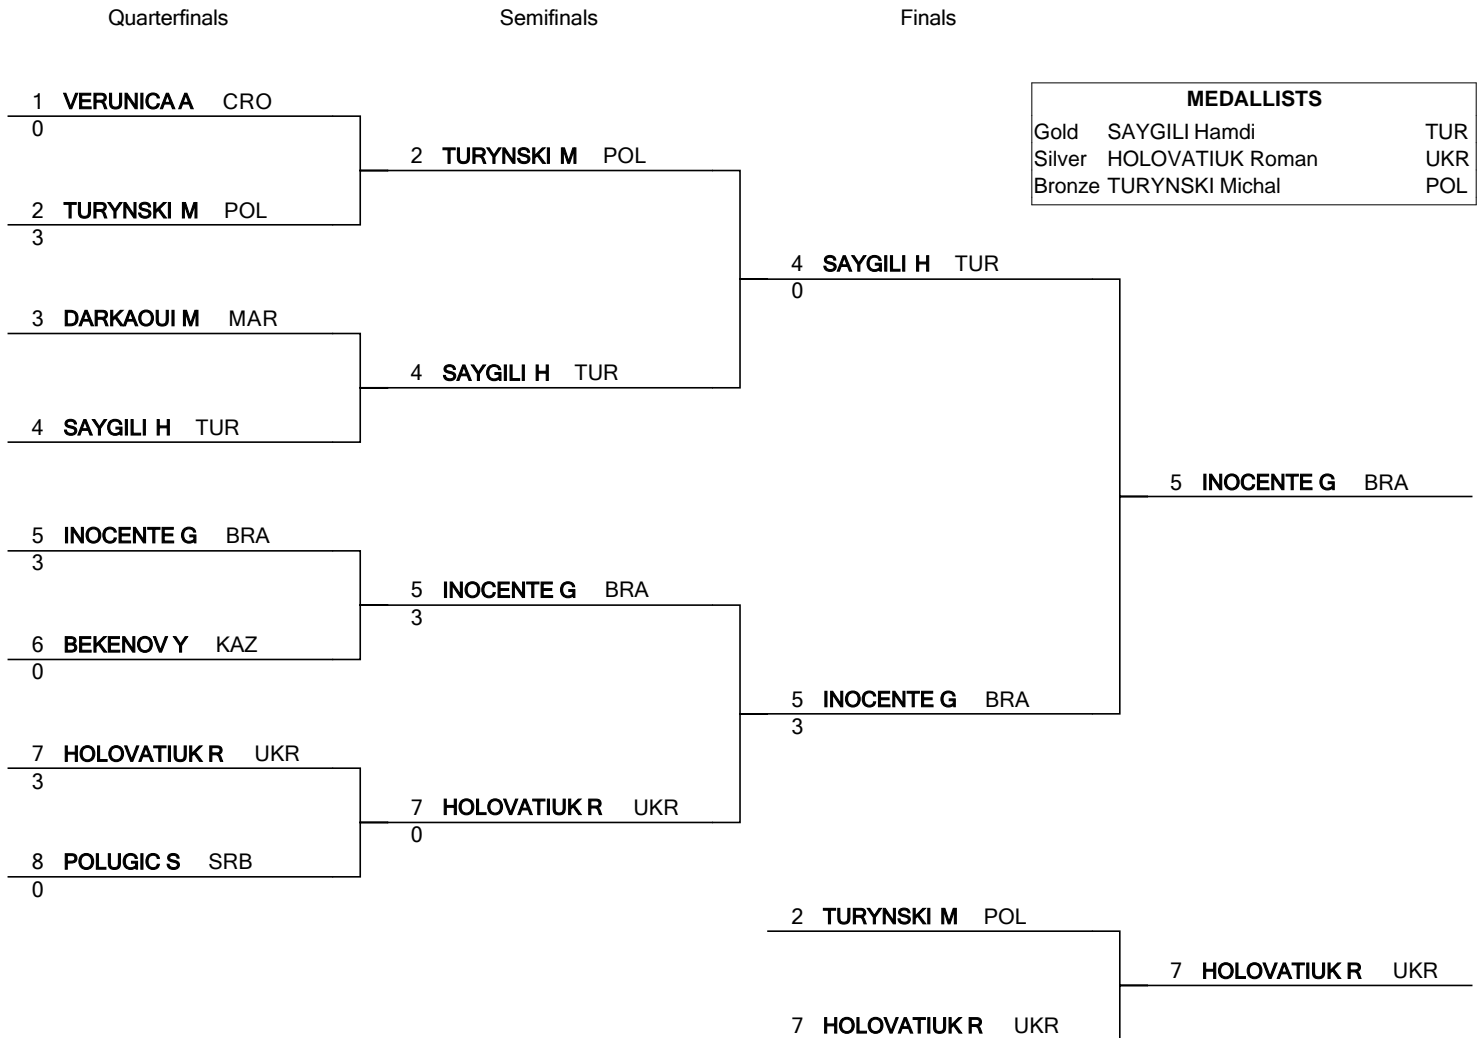 Quarterfinals Semifinals Finals
MEDALLISTS
Gold SAYGILI Hamdi TUR
Silver HOLOVATIUK Roman UKR
Bronze TURYNSKI Michal POL
1 VERUNICA A CRO
0
2 TURYNSKI M POL
3
3 DARKAOUI M MAR
4 SAYGILI H TUR
5 INOCENTE G BRA
3
6 BEKENOV Y KAZ
0
7 HOLOVATIUK R UKR
3
8 POLUGIC S SRB
0
2 TURYNSKI M POL
4 SAYGILI H TUR
5 INOCENTE G BRA
3
7 HOLOVATIUK R UKR
0
4 SAYGILI H TUR
0
5 INOCENTE G BRA
3
5 INOCENTE G BRA
2 TURYNSKI M POL
7 HOLOVATIUK R UKR
7 HOLOVATIUK R UKR